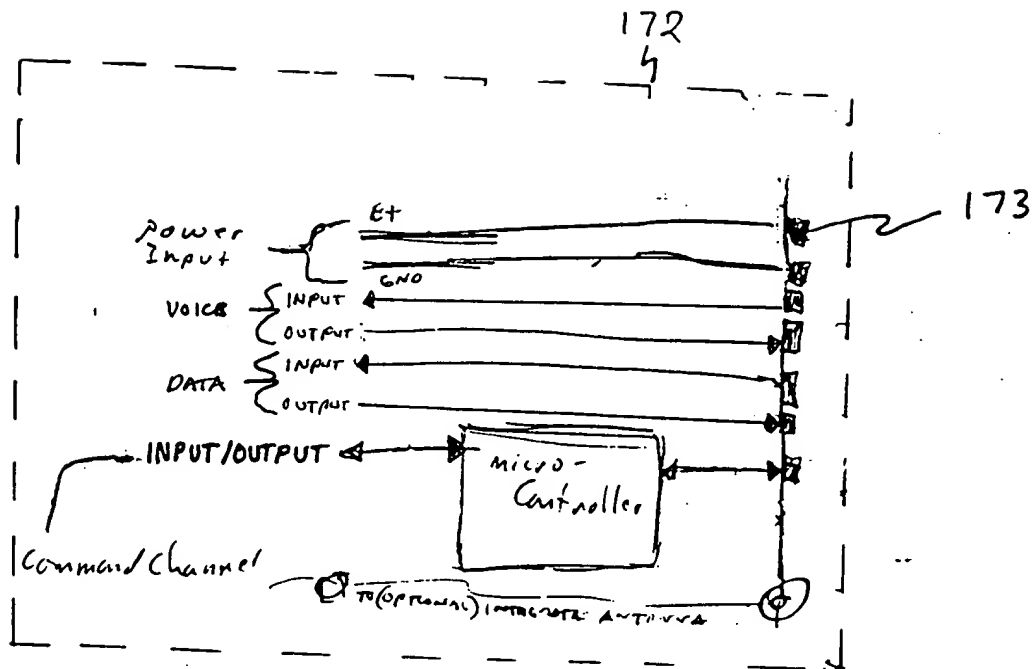 172
173
E+
Power
Input
GND
VOICE
INPUT
OUTPUT
DATA
INPUT
OUTPUT
INPUT/OUTPUT
micro-
Controller
Command Channel
TO (OPTIONAL) INTEGRATE ANTENNA